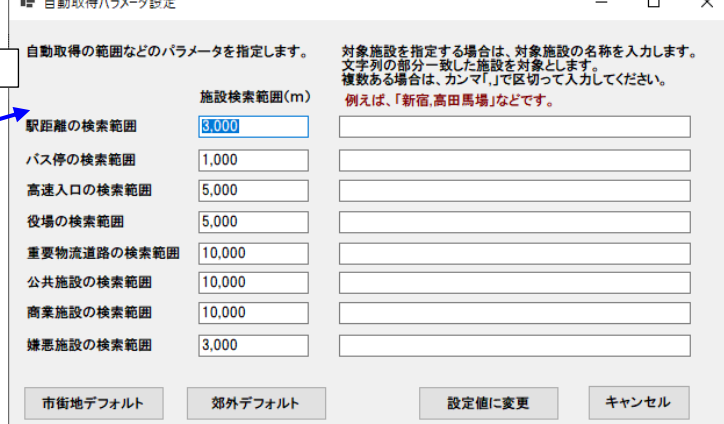 自動取得パラメータ設定
自動取得の範囲などのパラメータを指定します。
対象施設を指定する場合は、対象施設の名称を入力します。
文字列の部分一致した施設を対象とします。
複数ある場合は、カンマ「,」で区切って入力してください。
施設検索範囲(m)
例えば、「新宿,高田馬場」などです。
駅距離の検索範囲 3,000
バス停の検索範囲 1,000
高速入口の検索範囲 5,000
役場の検索範囲 5,000
重要物流道路の検索範囲 10,000
公共施設の検索範囲 10,000
商業施設の検索範囲 10,000
嫌悪施設の検索範囲 3,000
市街地デフォルト 郊外デフォルト 設定値に変更 キャンセル